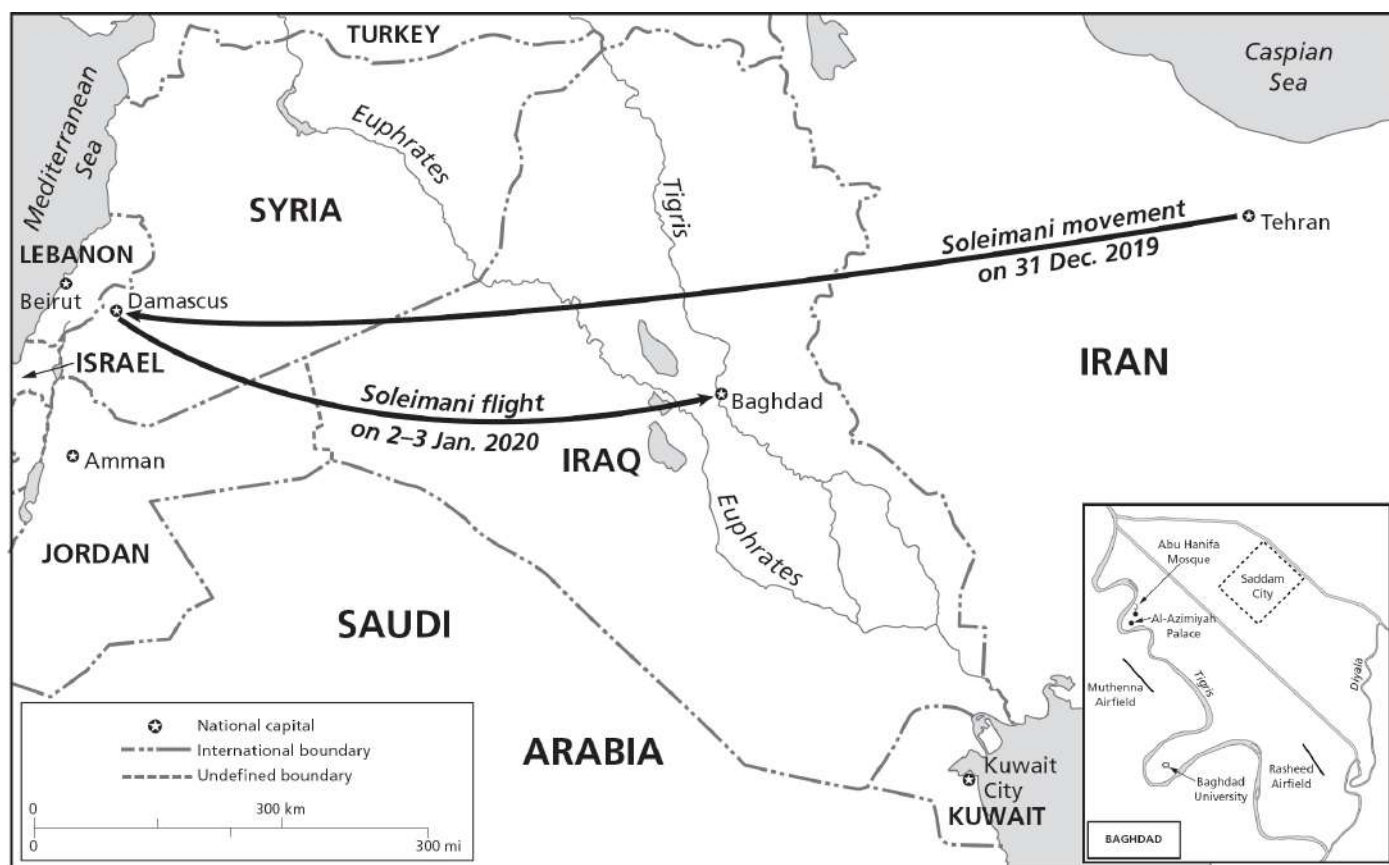 TURKEY
Caspian
Sea
Mediterranean
Sea
Euphrates
Tigris
SYRIA
Soleimani movement
on 31 Dec. 2019
Tehran
LEBANON
Beirut
Damascus
ISRAEL
IRAN
Soleimani flight
on 2–3 Jan. 2020
Baghdad
Amman
IRAQ
Euphrates
JORDAN
SAUDI
ARABIA
Kuwait
City
KUWAIT
National capital
International boundary
Undefined boundary
0 300 km
0 300 mi
Abu Hanifa
Mosque
Saddam
City
Al-Azimiyah
Palace
Muthenna
Airfield
Tigris
Diyala
Rasheed
Airfield
Baghdad
University
BAGHDAD